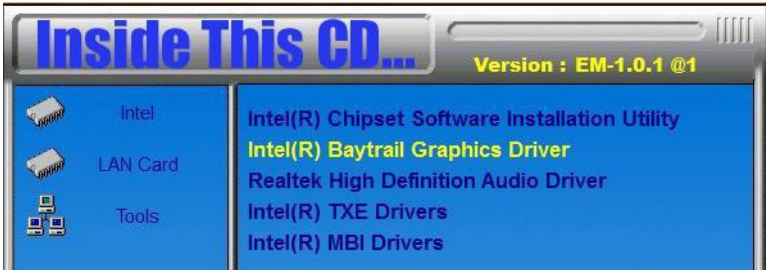 Inside This CD...
Version : EM-1.0.1 @1
Intel
LAN Card
Tools
Intel(R) Chipset Software Installation Utility
Intel(R) Baytrail Graphics Driver
Realtek High Definition Audio Driver
Intel(R) TXE Drivers
Intel(R) MBI Drivers